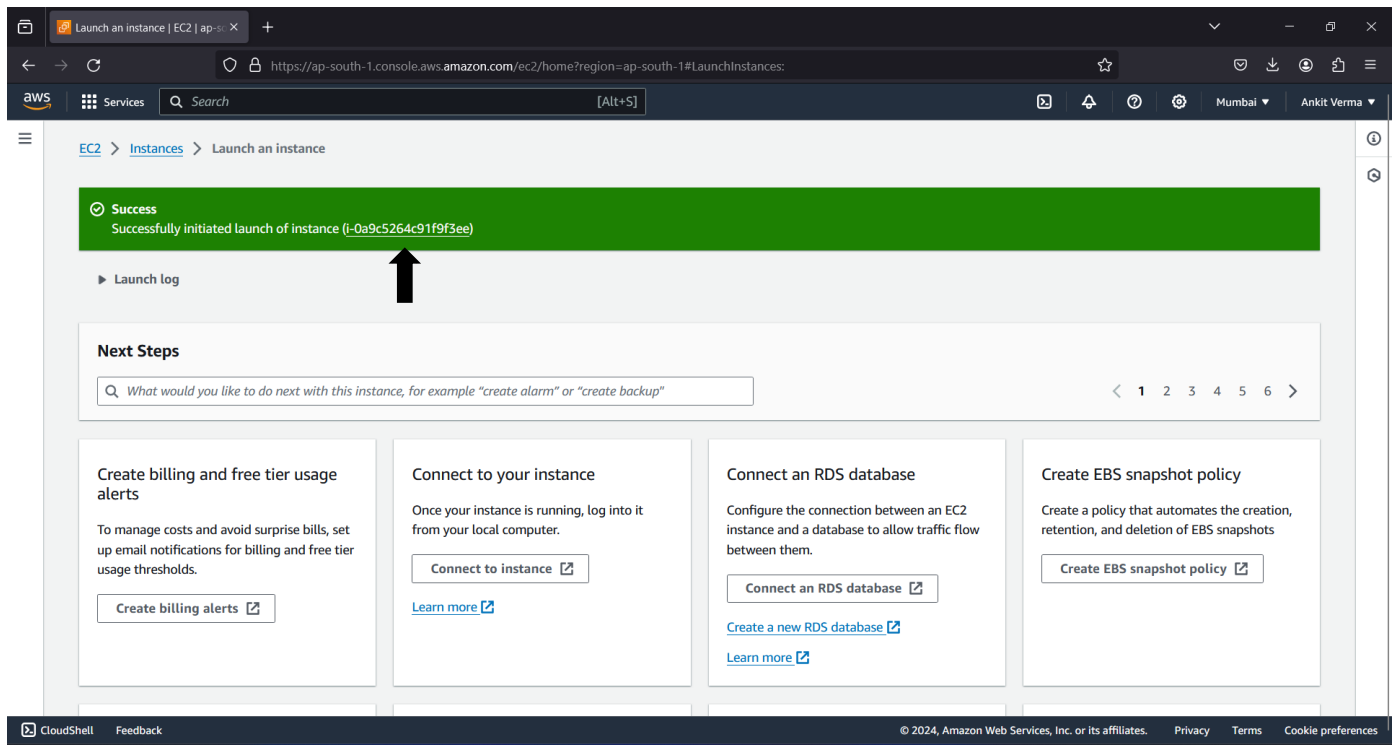 Launch an instance | EC2 | ap-so
https://ap-south-1.console.aws.amazon.com/ec2/home?region=ap-south-1#LaunchInstances:
aws Services Search [Alt+S] Mumbai Ankit Verma
EC2 > Instances > Launch an instance
Success
Successfully initiated launch of instance (i-0a9c5264c91f9f3ee)
Launch log
Next Steps
What would you like to do next with this instance, for example "create alarm" or "create backup"
1 2 3 4 5 6
Create billing and free tier usage
alerts
To manage costs and avoid surprise bills, set
up email notifications for billing and free tier
usage thresholds.
Create billing alerts
Connect to your instance
Once your instance is running, log into it
from your local computer.
Connect to instance
Learn more
Connect an RDS database
Configure the connection between an EC2
instance and a database to allow traffic flow
between them.
Connect an RDS database
Create a new RDS database
Learn more
Create EBS snapshot policy
Create a policy that automates the creation,
retention, and deletion of EBS snapshots
Create EBS snapshot policy
CloudShell Feedback © 2024, Amazon Web Services, Inc. or its affiliates. Privacy Terms Cookie preferences